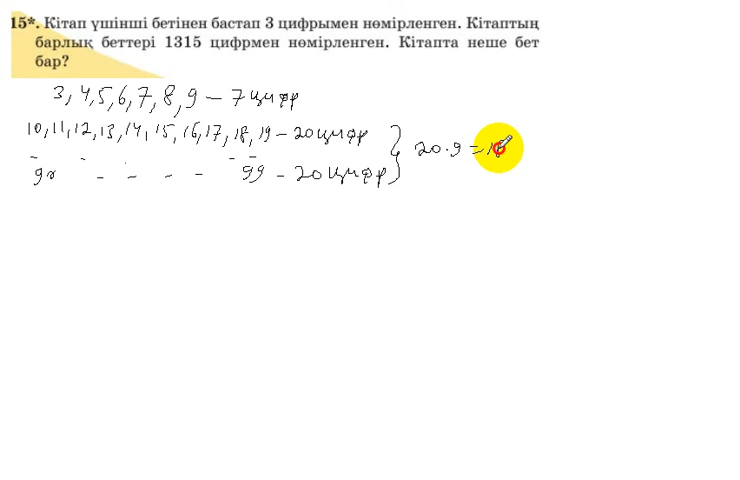 15*. Кітап үшінші бетінен бастап 3 цифрымен нөмірленген. Кітаптың
барлық беттері 1315 цифрмен нөмірленген. Кітапта неше бет
бар?
3, 4, 5, 6, 7, 8, 9 – 7 цифр
10, 11, 12, 13, 14, 15, 16, 17, 18, 19 – 20 цифр
20 · 9 = 18
99 – 20 цифр